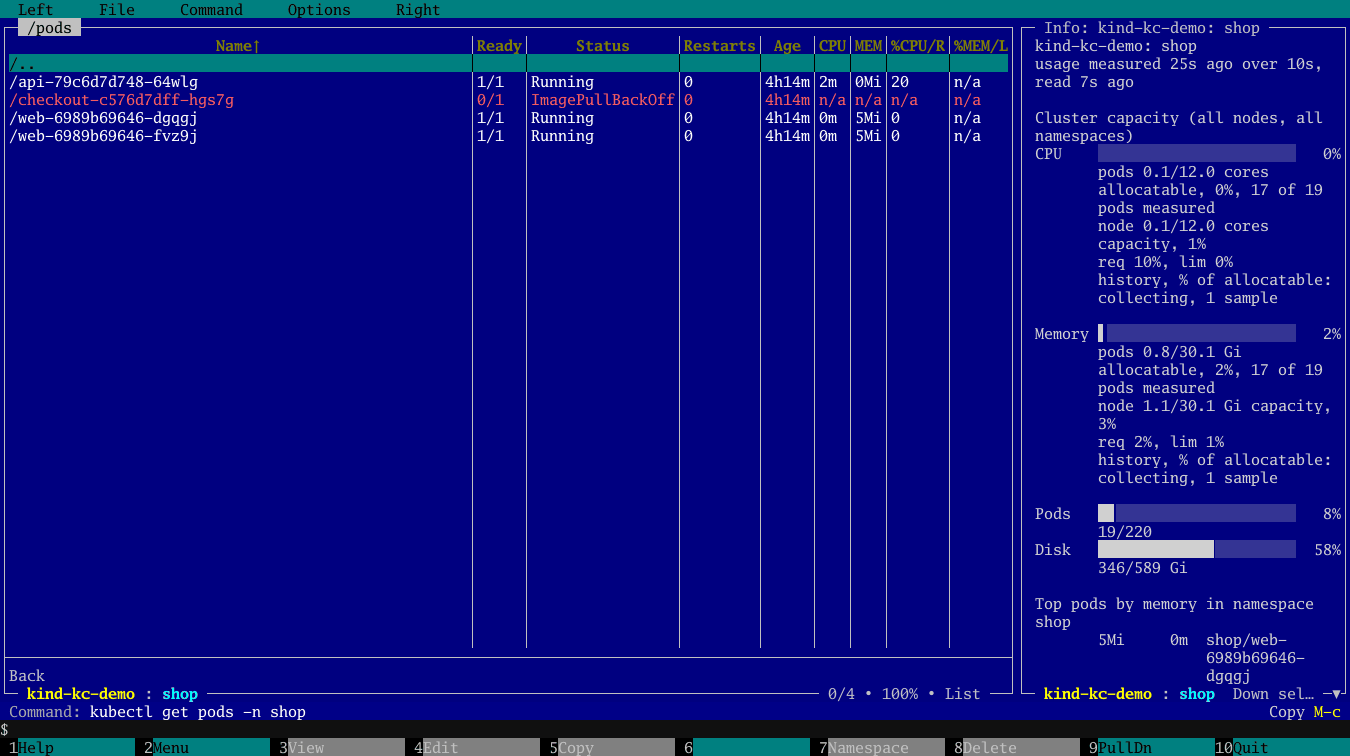 Left File Command Options Right
/pods
Name↑ Ready Status Restarts Age CPU MEM %CPU/R %MEM/L
/..
/api-79c6d7d748-64wlg 1/1 Running 0 4h14m 2m 0Mi 20 n/a
/checkout-c576d7dff-hgs7g 0/1 ImagePullBackOff 0 4h14m n/a n/a n/a n/a
/web-6989b69646-dgqgj 1/1 Running 0 4h14m 0m 5Mi 0 n/a
/web-6989b69646-fvz9j 1/1 Running 0 4h14m 0m 5Mi 0 n/a
Back
kind-kc-demo : shop 0/4 • 100% • List
Info: kind-kc-demo: shop
kind-kc-demo: shop
usage measured 25s ago over 10s,
read 7s ago
Cluster capacity (all nodes, all
namespaces)
CPU 0%
pods 0.1/12.0 cores
allocatable, 0%, 17 of 19
pods measured
node 0.1/12.0 cores
capacity, 1%
req 10%, lim 0%
history, % of allocatable:
collecting, 1 sample
Memory 2%
pods 0.8/30.1 Gi
allocatable, 2%, 17 of 19
pods measured
node 1.1/30.1 Gi capacity,
3%
req 2%, lim 1%
history, % of allocatable:
collecting, 1 sample
Pods 8%
19/220
Disk 58%
346/589 Gi
Top pods by memory in namespace
shop
5Mi 0m shop/web-
6989b69646-
dgqgj
kind-kc-demo : shop Down sel… ▼
Command: kubectl get pods -n shop Copy M-c
$
1Help 2Menu 3View 4Edit 5Copy 6 7Namespace 8Delete 9PullDn 10Quit